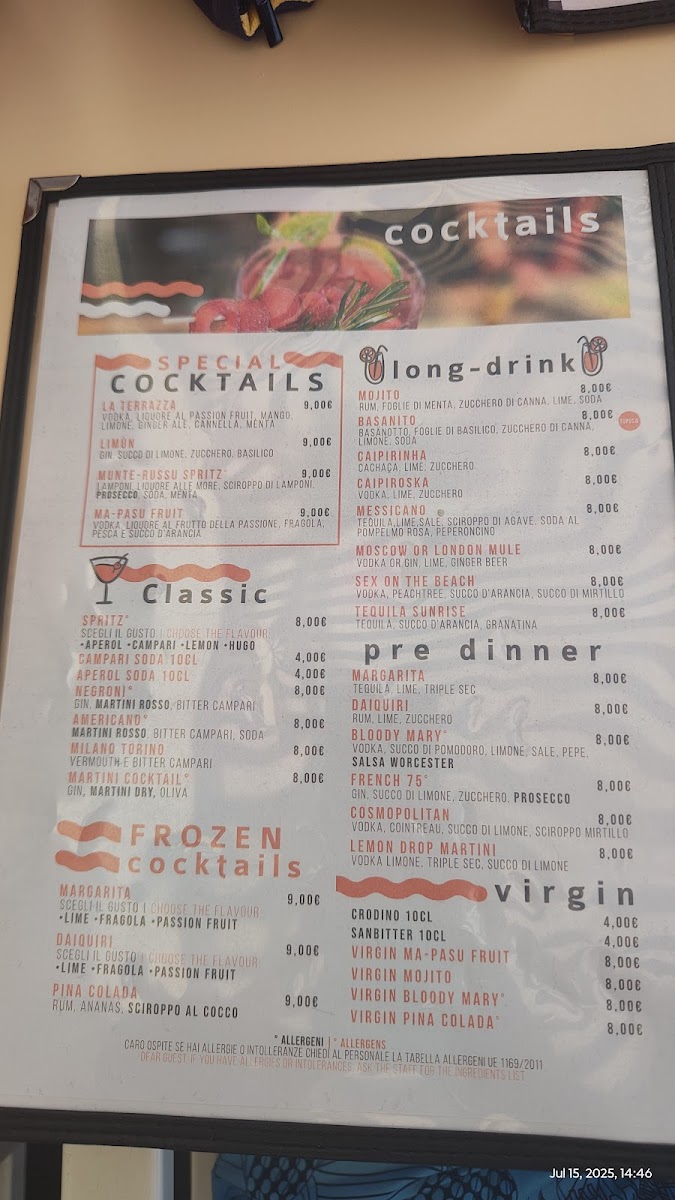 cocktails
SPECIAL
COCKTAILS
LA TERRAZZA 9,00€
VODKA, LIQUORE AL PASSION FRUIT, MANGO,
LIMONE, GINGER ALE, CANNELLA, MENTA
LIMÙN 9,00€
GIN, SUCCO DI LIMONE, ZUCCHERO, BASILICO
MUNTE-RUSSU SPRITZ° 9,00€
LAMPONI, LIQUORE ALLE MORE, SCIROPPO DI LAMPONI,
PROSECCO, SODA, MENTA
MA-PASU FRUIT 9,00€
VODKA, LIQUORE AL FRUTTO DELLA PASSIONE, FRAGOLA,
PESCA E SUCCO D'ARANCIA
Classic
SPRITZ° 8,00€
SCEGLI IL GUSTO | CHOOSE THE FLAVOUR
•APEROL •CAMPARI •LEMON •HUGO
CAMPARI SODA 10CL 4,00€
APEROL SODA 10CL 4,00€
NEGRONI° 8,00€
GIN, MARTINI ROSSO, BITTER CAMPARI
AMERICANO° 8,00€
MARTINI ROSSO, BITTER CAMPARI, SODA
MILANO TORINO 8,00€
VERMOUTH E BITTER CAMPARI
MARTINI COCKTAIL° 8,00€
GIN, MARTINI DRY, OLIVA
FROZEN
cocktails
MARGARITA 9,00€
SCEGLI IL GUSTO | CHOOSE THE FLAVOUR
•LIME •FRAGOLA •PASSION FRUIT
DAIQUIRI 9,00€
SCEGLI IL GUSTO | CHOOSE THE FLAVOUR
•LIME •FRAGOLA •PASSION FRUIT
PINA COLADA 9,00€
RUM, ANANAS, SCIROPPO AL COCCO
long-drink
MOJITO 8,00€
RUM, FOGLIE DI MENTA, ZUCCHERO DI CANNA, LIME, SODA
BASANITO 8,00€
BASANOTTO, FOGLIE DI BASILICO, ZUCCHERO DI CANNA,
LIMONE, SODA
CAIPIRINHA 8,00€
CACHAÇA, LIME, ZUCCHERO
CAIPIROSKA 8,00€
VODKA, LIME, ZUCCHERO
MESSICANO 8,00€
TEQUILA,LIME,SALE, SCIROPPO DI AGAVE, SODA AL
POMPELMO ROSA, PEPERONCINO
MOSCOW OR LONDON MULE 8,00€
VODKA OR GIN, LIME, GINGER BEER
SEX ON THE BEACH 8,00€
VODKA, PEACHTREE, SUCCO D'ARANCIA, SUCCO DI MIRTILLO
TEQUILA SUNRISE 8,00€
TEQUILA, SUCCO D'ARANCIA, GRANATINA
pre dinner
MARGARITA 8,00€
TEQUILA, LIME, TRIPLE SEC
DAIQUIRI 8,00€
RUM, LIME, ZUCCHERO
BLOODY MARY° 8,00€
VODKA, SUCCO DI POMODORO, LIMONE, SALE, PEPE,
SALSA WORCESTER
FRENCH 75° 8,00€
GIN, SUCCO DI LIMONE, ZUCCHERO, PROSECCO
COSMOPOLITAN 8,00€
VODKA, COINTREAU, SUCCO DI LIMONE, SCIROPPO MIRTILLO
LEMON DROP MARTINI 8,00€
VODKA LIMONE, TRIPLE SEC, SUCCO DI LIMONE
virgin
CRODINO 10CL 4,00€
SANBITTER 10CL 4,00€
VIRGIN MA-PASU FRUIT 8,00€
VIRGIN MOJITO 8,00€
VIRGIN BLOODY MARY° 8,00€
VIRGIN PINA COLADA° 8,00€
° ALLERGENI | ° ALLERGENS
CARO OSPITE SE HAI ALLERGIE O INTOLLERANZE CHIEDI AL PERSONALE LA TABELLA ALLERGENI UE 1169/2011
DEAR GUEST, IF YOU HAVE ALLERGIES OR INTOLERANCES, ASK THE STAFF FOR THE INGREDIENTS LIST
Jul 15, 2025, 14:46